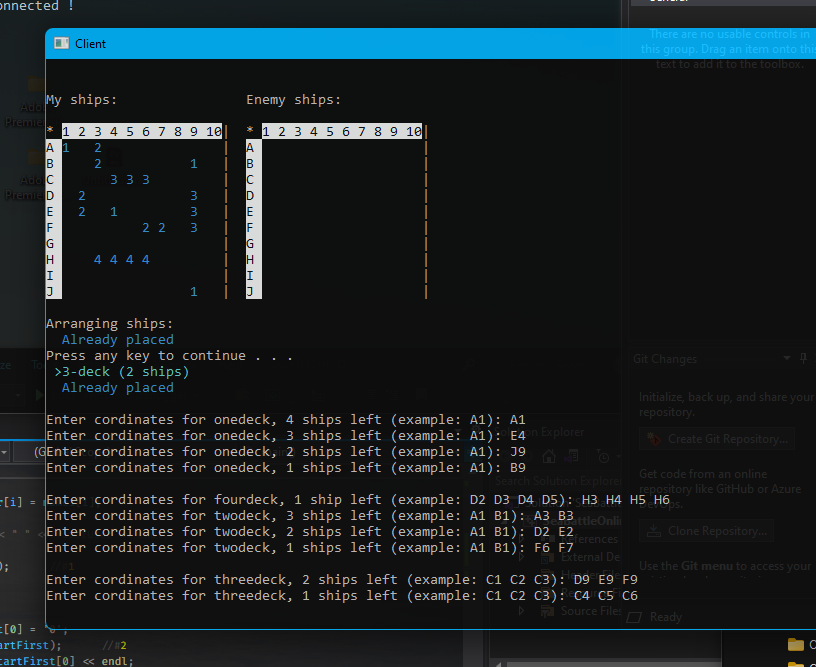 onnected !
There are no usable controls in
this group. Drag an item onto this
text to add it to the toolbox.
Client
My ships: Enemy ships:
* 1 2 3 4 5 6 7 8 9 10| * 1 2 3 4 5 6 7 8 9 10|
A 1 2 | A |
B 2 1 | B |
C 3 3 3 | C |
D 2 3 | D |
E 2 1 3 | E |
F 2 2 3 | F |
G | G |
H 4 4 4 4 | H |
I | I |
J 1 | J |
Arranging ships:
Already placed
Press any key to continue . . .
>3-deck (2 ships)
Already placed
Enter cordinates for onedeck, 4 ships left (example: A1): A1
Enter cordinates for onedeck, 3 ships left (example: A1): E4
Enter cordinates for onedeck, 2 ships left (example: A1): J9
Enter cordinates for onedeck, 1 ships left (example: A1): B9
Enter cordinates for fourdeck, 1 ship left (example: D2 D3 D4 D5): H3 H4 H5 H6
Enter cordinates for twodeck, 3 ships left (example: A1 B1): A3 B3
Enter cordinates for twodeck, 2 ships left (example: A1 B1): D2 E2
Enter cordinates for twodeck, 1 ships left (example: A1 B1): F6 F7
Enter cordinates for threedeck, 2 ships left (example: C1 C2 C3): D9 E9 F9
Enter cordinates for threedeck, 1 ships left (example: C1 C2 C3): C4 C5 C6
Git Changes
Initialize, back up, and share your
repository.
Create Git Repository...
Get code from an online
repository like GitHub or Azure
DevOps.
Clone Repository...
Use the Git menu to access your
Ready
Search Solution Explorer
References
External De
Source Files
r[i] =
);
t[0] = '0';
artFirst); //#2
artFirst[0] << endl;